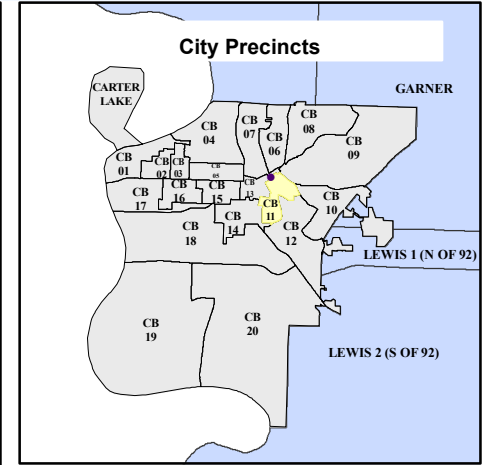 City Precincts
CARTER
LAKE
GARNER
CB
04
CB
07
CB
06
CB
08
CB
09
CB
01
CB
02
CB
03
CB
05
CB
17
CB
16
CB
15
CB
13
CB
11
CB
10
CB
14
CB
12
CB
18
LEWIS 1 (N OF 92)
CB
19
CB
20
LEWIS 2 (S OF 92)